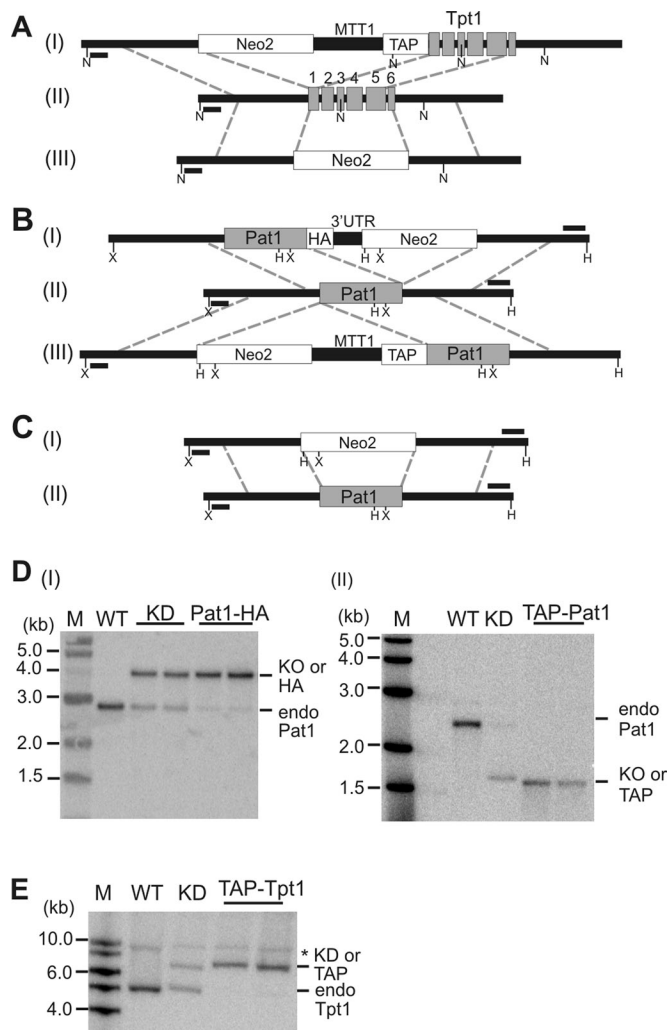 A
(I)
MTT1
Tpt1
Neo2
TAP
N
N
N
N
(II)
1 2 3 4 5 6
N
N
N
(III)
Neo2
N
N
B
(I)
3'UTR
Pat1
HA
Neo2
X
H X
H X
H
(II)
Pat1
X
H X
H
(III)
MTT1
Neo2
TAP
Pat1
X
H X
H X
H
C
(I)
Neo2
X
H X
H
(II)
Pat1
X
H X
H
D
(I)
M WT KD Pat1-HA
(kb)
5.0
4.0
3.0
2.0
1.5
KO or
HA
endo
Pat1
(II)
M WT KD TAP-Pat1
(kb)
5.0
4.0
3.0
2.0
1.5
endo
Pat1
KO or
TAP
E
M WT KD TAP-Tpt1
(kb)
10.0
6.0
4.0
* KD or
TAP
endo
Tpt1